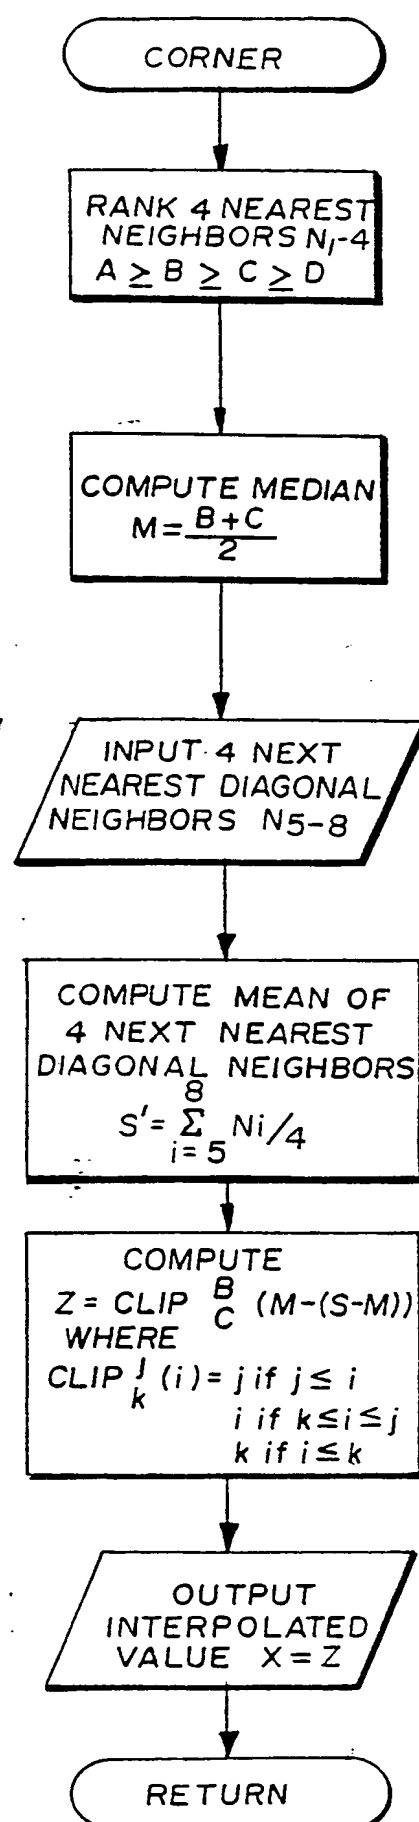 CORNER
RANK 4 NEAREST
NEIGHBORS N1-4
A ≥ B ≥ C ≥ D
COMPUTE MEDIAN
M = B+C
2
INPUT 4 NEXT
NEAREST DIAGONAL
NEIGHBORS N5-8
COMPUTE MEAN OF
4 NEXT NEAREST
DIAGONAL NEIGHBORS
8
S' = Σ Ni/4
i = 5
COMPUTE
Z = CLIP B C (M-(S-M))
WHERE
CLIP j k (i) = j if j ≤ i
i if k ≤ i ≤ j
k if i ≤ k
OUTPUT
INTERPOLATED
VALUE X = Z
RETURN